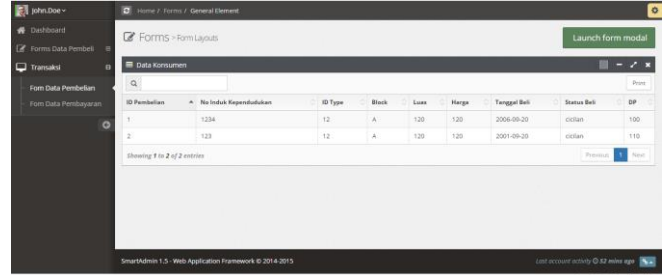 John.Doe
Home / Forms / General Element
Dashboard
Forms Data Pembeli
Transaksi
Fom Data Pembelian
Fom Data Pembayaran
Forms > Form Layouts
Launch form modal
Data Konsumen
Print
ID Pembelian No Induk Kependudukan ID Type Block Luas Harga Tanggal Beli Status Beli DP
1 1234 12 A 120 120 2006-09-20 cicilan 100
2 123 12 A 120 120 2001-09-20 cicilan 110
Showing 1 to 2 of 2 entries
Previous 1 Next
SmartAdmin 1.5 - Web Application Framework © 2014-2015
Last account activity 52 mins ago